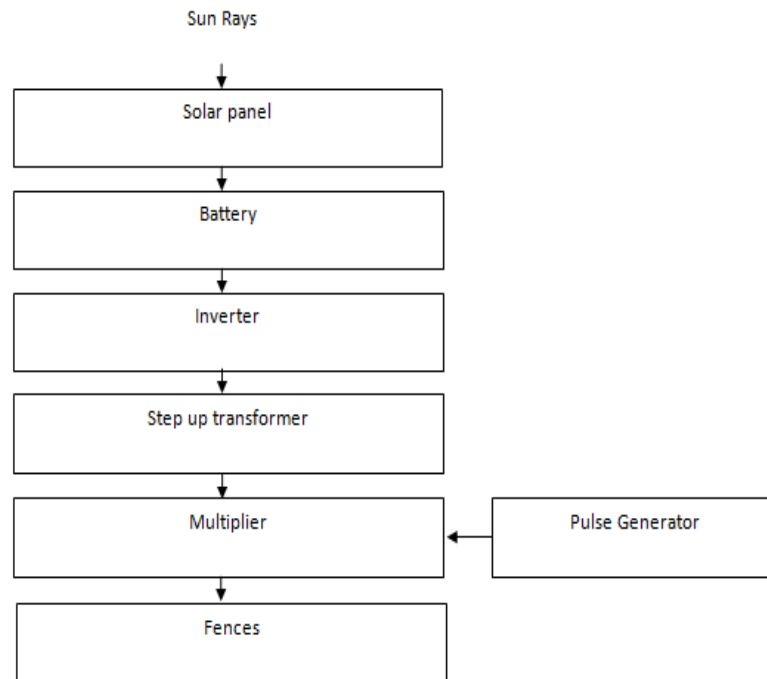 Sun Rays
Solar panel
Battery
Inverter
Step up transformer
Multiplier
Pulse Generator
Fences